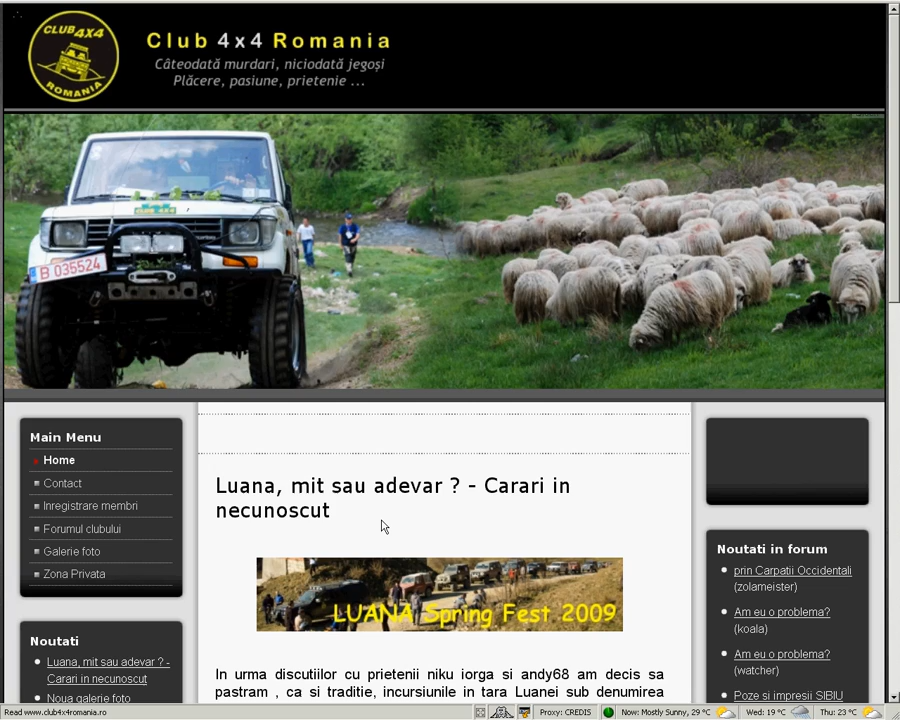 CLUB 4X4
ROMANIA
Club 4x4 Romania
Câteodată murdari, niciodată jegoși
Plăcere, pasiune, prietenie ...
B 035524
Main Menu
Home
Contact
Inregistrare membri
Forumul clubului
Galerie foto
Zona Privata
Noutati
Luana, mit sau adevar ? -
Carari in necunoscut
Noua galerie foto
Luana, mit sau adevar ? - Carari in
necunoscut
LUANA Spring Fest 2009
In urma discutiilor cu prietenii niku iorga si andy68 am decis sa
pastram , ca si traditie, incursiunile in tara Luanei sub denumirea
Noutati in forum
prin Carpatii Occidentali
(zolameister)
Am eu o problema?
(koala)
Am eu o problema?
(watcher)
Poze si impresii SIBIU
Read www.club4x4romania.ro
Proxy: CREDIS
Now: Mostly Sunny, 29 °C
Wed: 19 °C
Thu: 23 °C